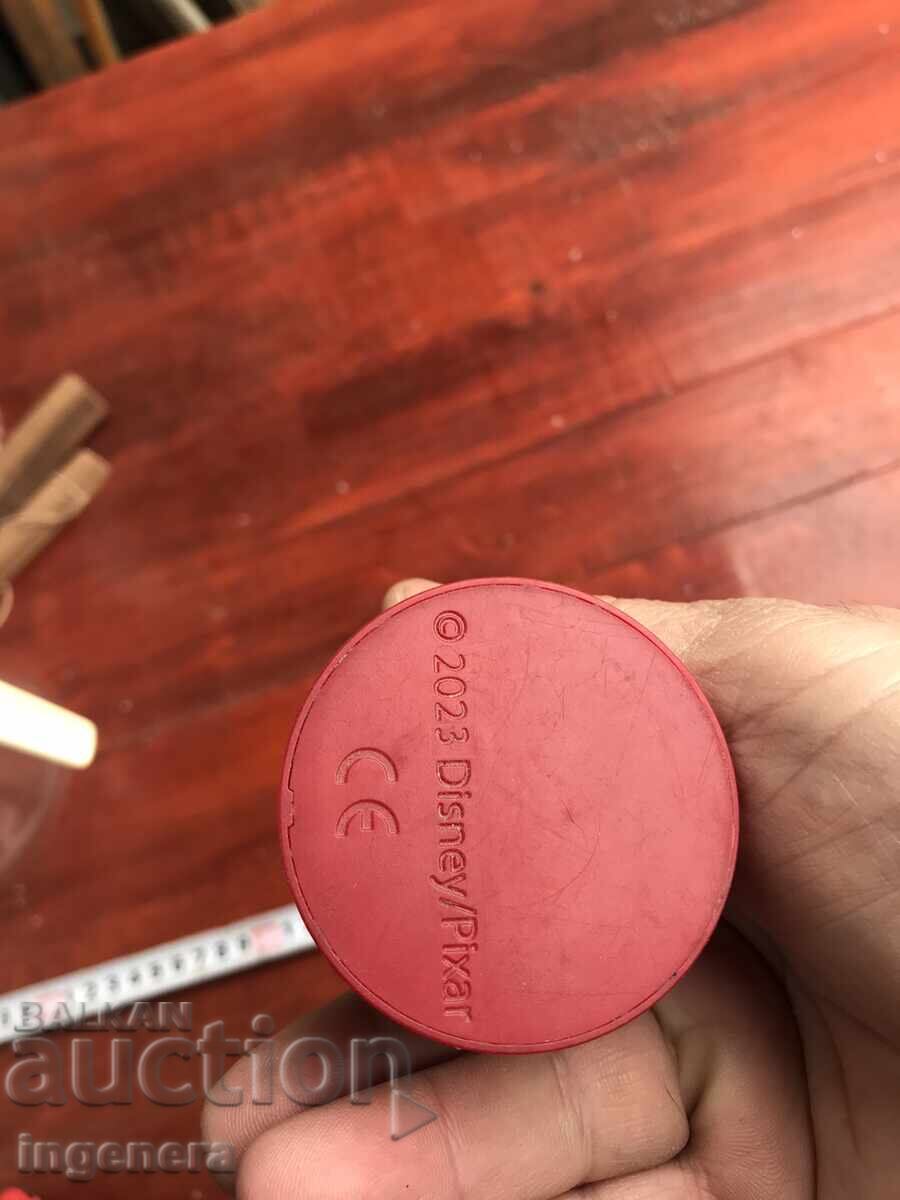 © 2023 Disney/Pixar
CE
BALKAN
auction
ingenera